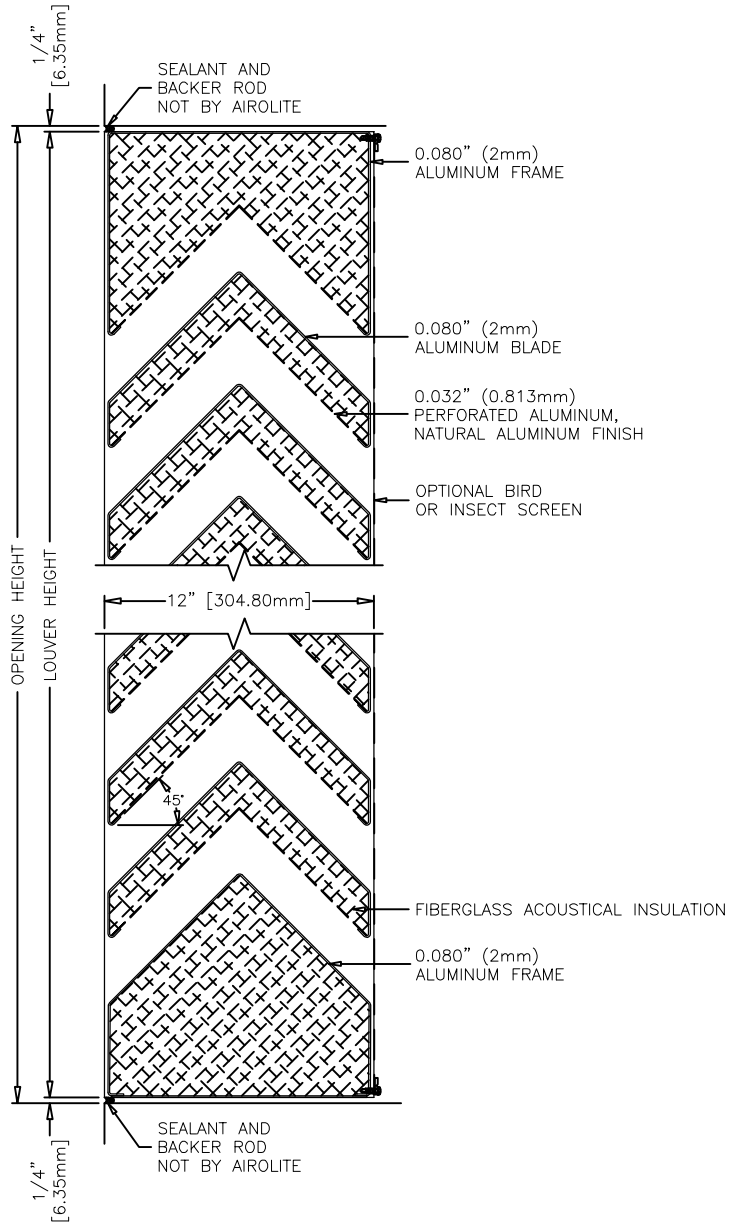 1/4"
[6.35mm]
SEALANT AND
BACKER ROD
NOT BY AIROLITE
0.080" (2mm)
ALUMINUM FRAME
0.080" (2mm)
ALUMINUM BLADE
0.032" (0.813mm)
PERFORATED ALUMINUM,
NATURAL ALUMINUM FINISH
OPTIONAL BIRD
OR INSECT SCREEN
OPENING HEIGHT
LOUVER HEIGHT
12" [304.80mm]
45°
FIBERGLASS ACOUSTICAL INSULATION
0.080" (2mm)
ALUMINUM FRAME
SEALANT AND
BACKER ROD
NOT BY AIROLITE
1/4"
[6.35mm]